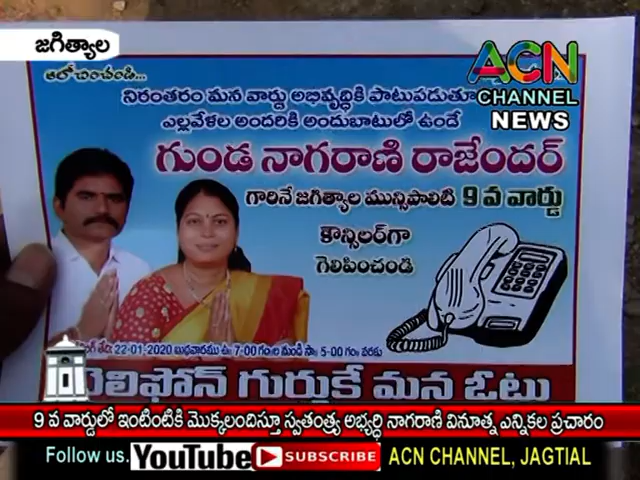 జగిత్యాల
ఆలోచించండి...
ACN
CHANNEL
NEWS
నిరంతరం మన వార్డు అభివృద్ధికి పాటుపడుతూ
ఎల్లవేళల అందరికి అందుబాటులో ఉండే
గుండ నాగరాణి రాజేందర్
గారినే జగిత్యాల మున్సిపాలిటి 9 వ వార్డు
కౌన్సిలర్‌గా
గెలిపించండి
తేది: 22-01-2020 బుధవారము ఉ: 7-00 గం॥ల నుండి సా: 5-00 గం. వరకు
టెలిఫోన్ గుర్తుకే మన ఓటు
9 వ వార్డులో ఇంటింటికి మొక్కలందిస్తూ స్వతంత్ర్య అభ్యర్ధి నాగరాణి వినూత్న ఎన్నికల ప్రచారం
Follow us. YouTube SUBSCRIBE ACN CHANNEL, JAGTIAL